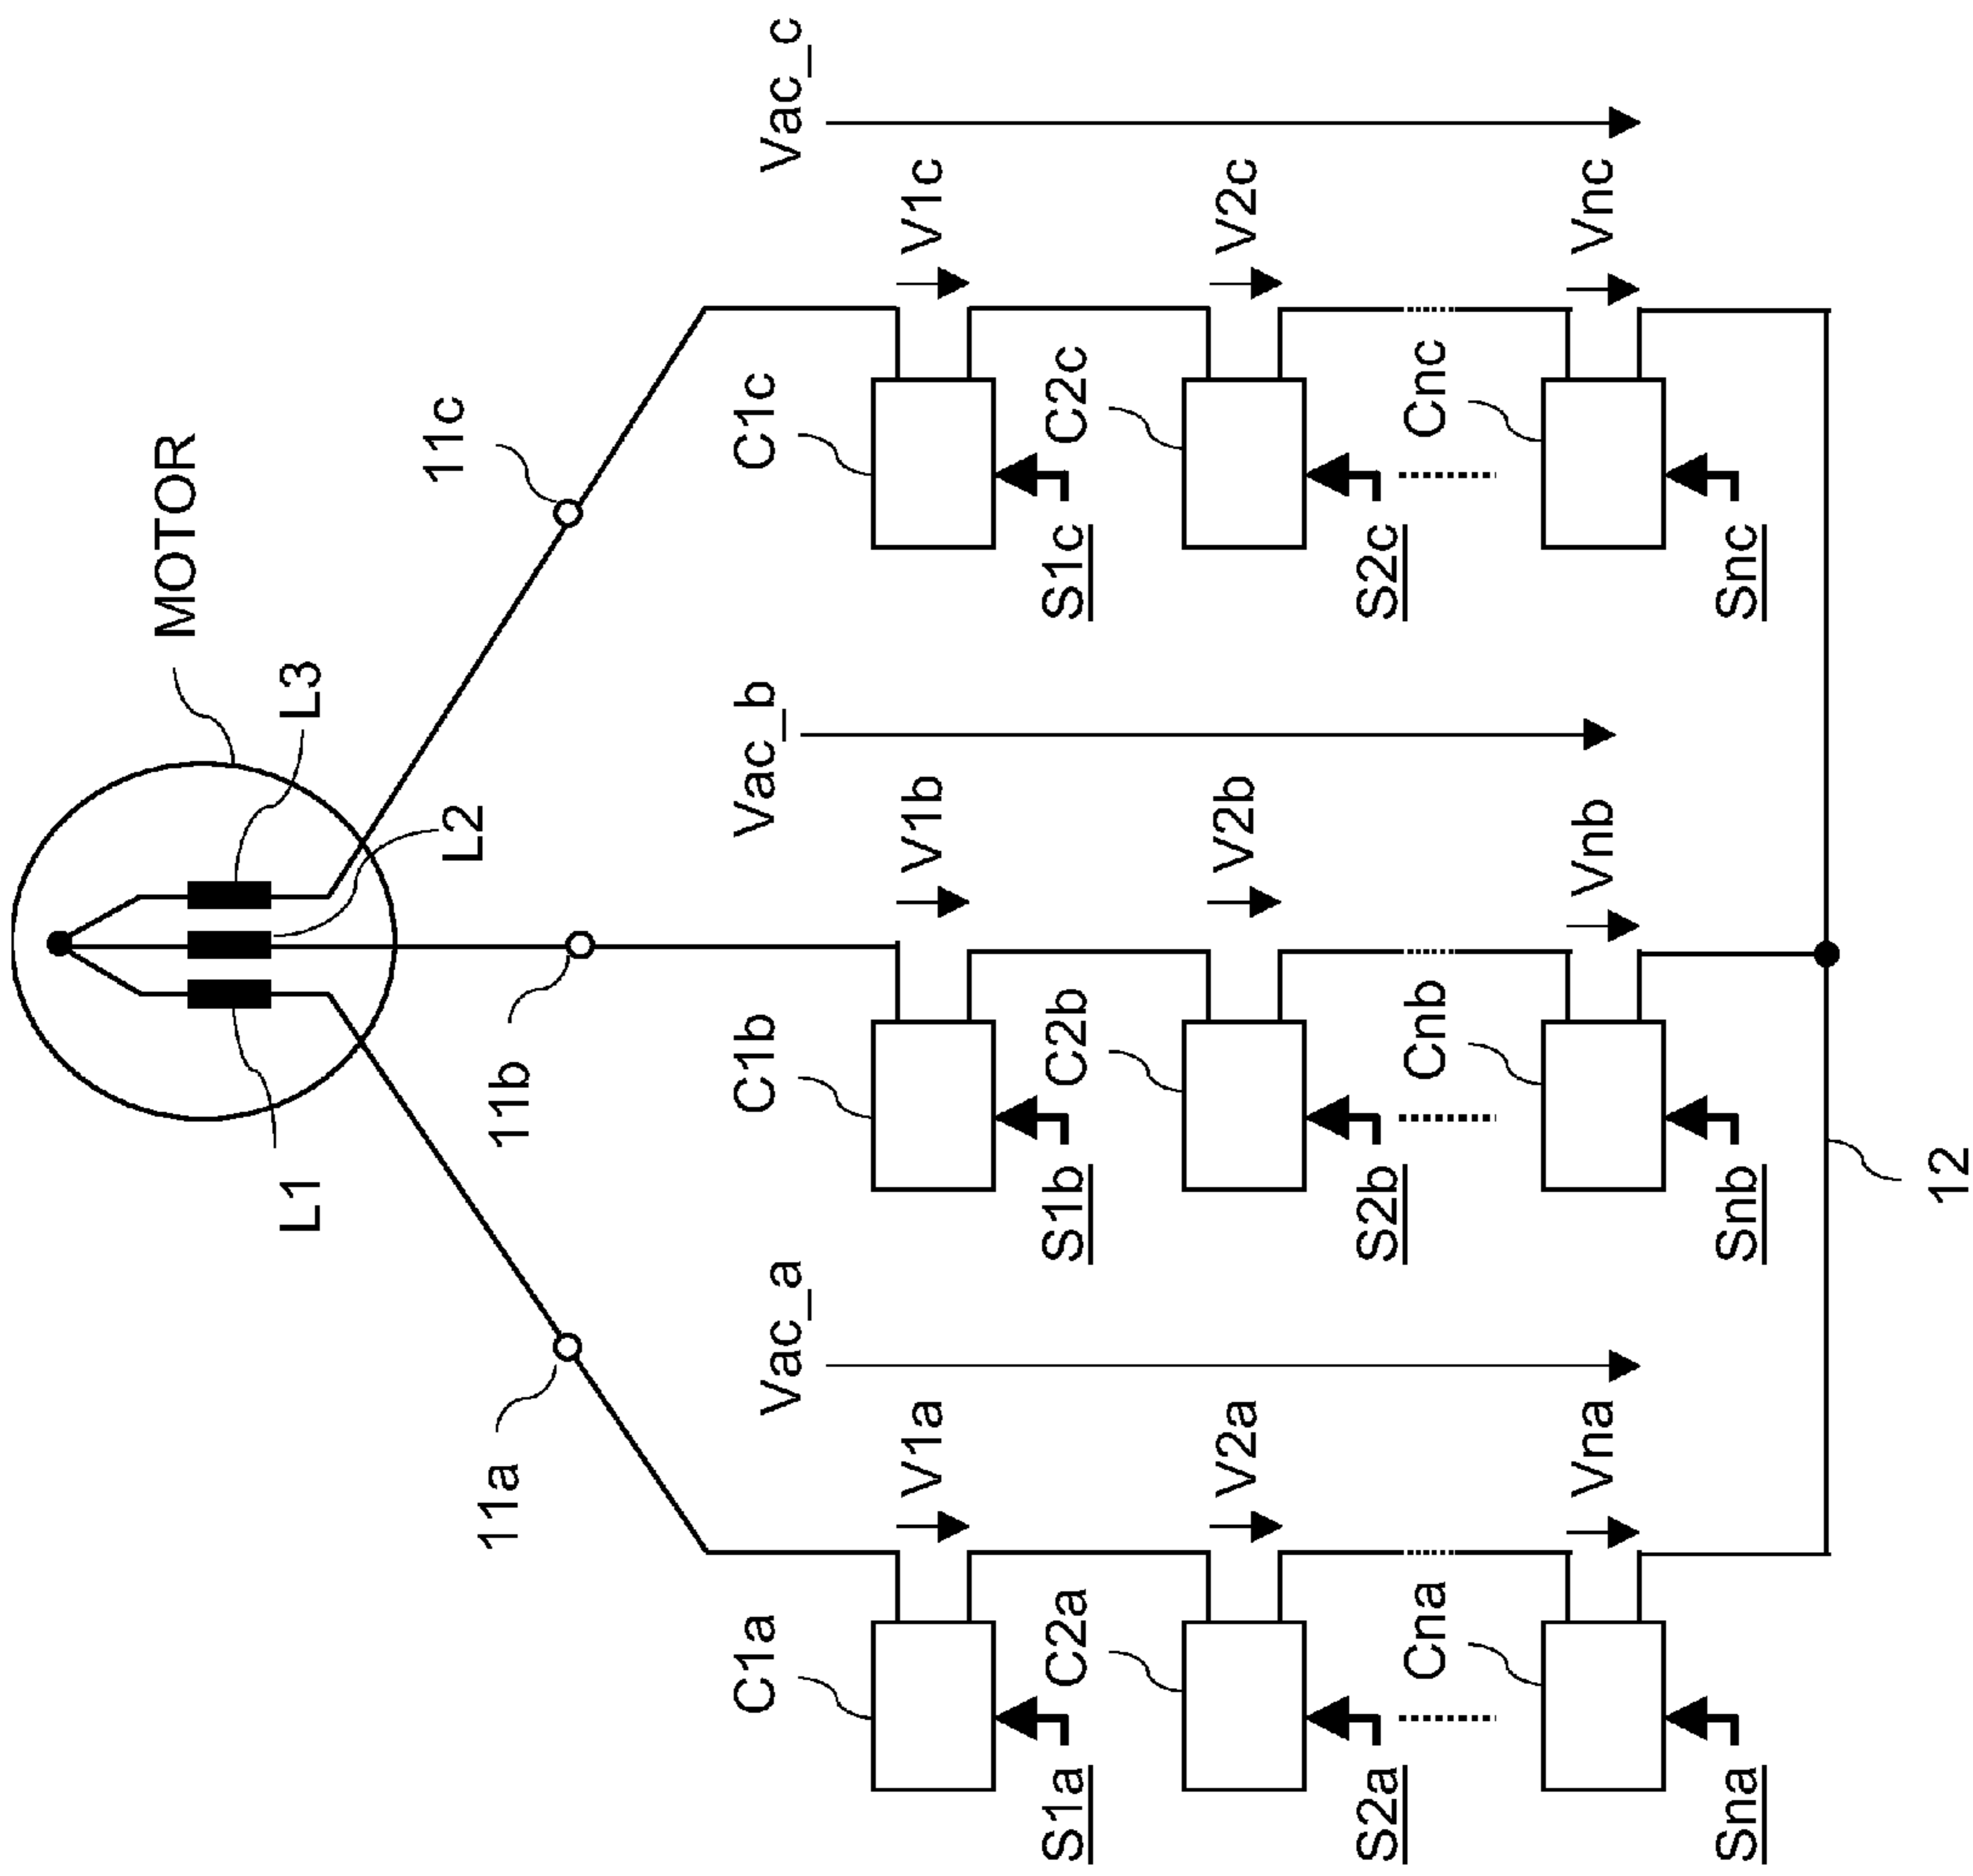 MOTOR
L1
L2
L3
11a
11b
11c
Vac_a
Vac_b
Vac_c
C1a
V1a
S1a
C2a
V2a
S2a
Cna
Vna
Sna
C1b
V1b
S1b
C2b
V2b
S2b
Cnb
Vnb
Snb
C1c
V1c
S1c
C2c
V2c
S2c
Cnc
Vnc
Snc
12